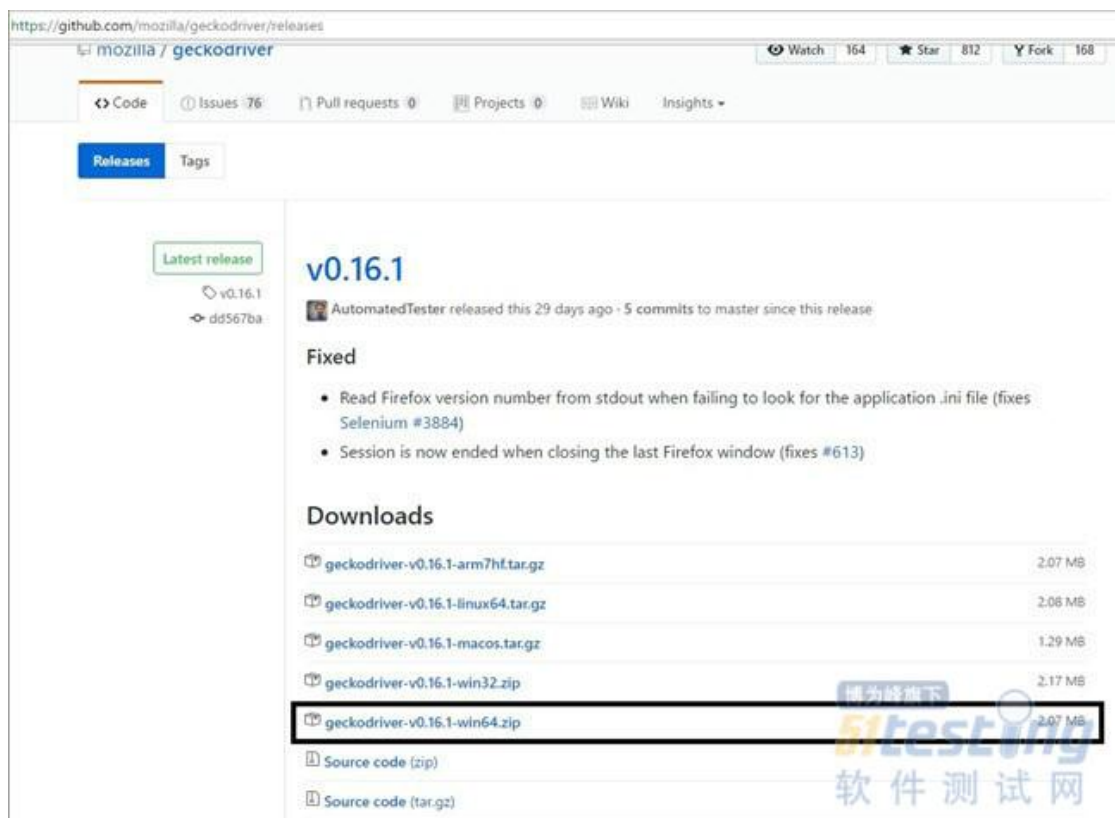 https://github.com/mozilla/geckodriver/releases
mozilla / geckodriver Watch 164 Star 812 Fork 168
<> Code Issues 76 Pull requests 0 Projects 0 Wiki Insights
Releases Tags
Latest release
v0.16.1
v0.16.1
dd567ba
AutomatedTester released this 29 days ago · 5 commits to master since this release
Fixed
• Read Firefox version number from stdout when failing to look for the application .ini file (fixes
Selenium #3884)
• Session is now ended when closing the last Firefox window (fixes #613)
Downloads
geckodriver-v0.16.1-arm7hf.tar.gz 2.07 MB
geckodriver-v0.16.1-linux64.tar.gz 2.08 MB
geckodriver-v0.16.1-macos.tar.gz 1.29 MB
geckodriver-v0.16.1-win32.zip 2.17 MB
geckodriver-v0.16.1-win64.zip 2.07 MB
Source code (zip)
Source code (tar.gz)
博为峰旗下
51testing
软件测试网